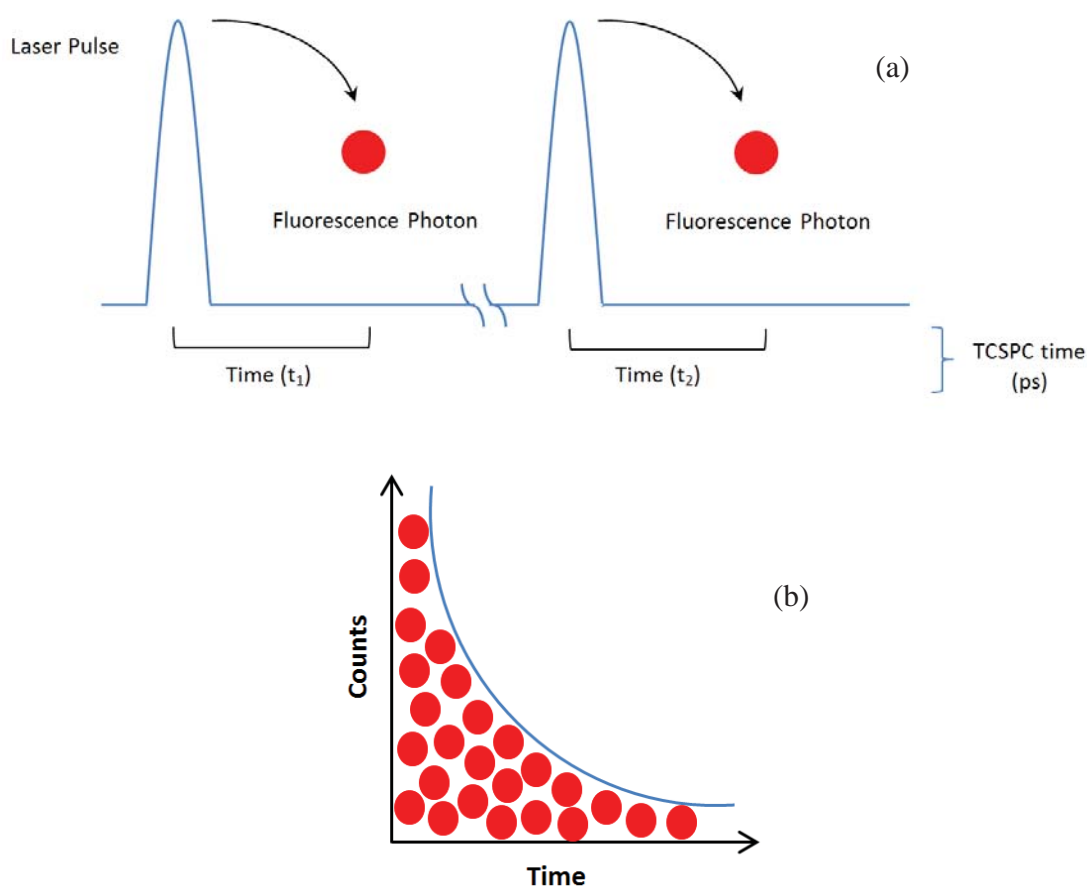 Laser Pulse
(a)
Fluorescence Photon
Fluorescence Photon
Time (t₁)
Time (t₂)
TCSPC time
(ps)
(b)
Counts
Time